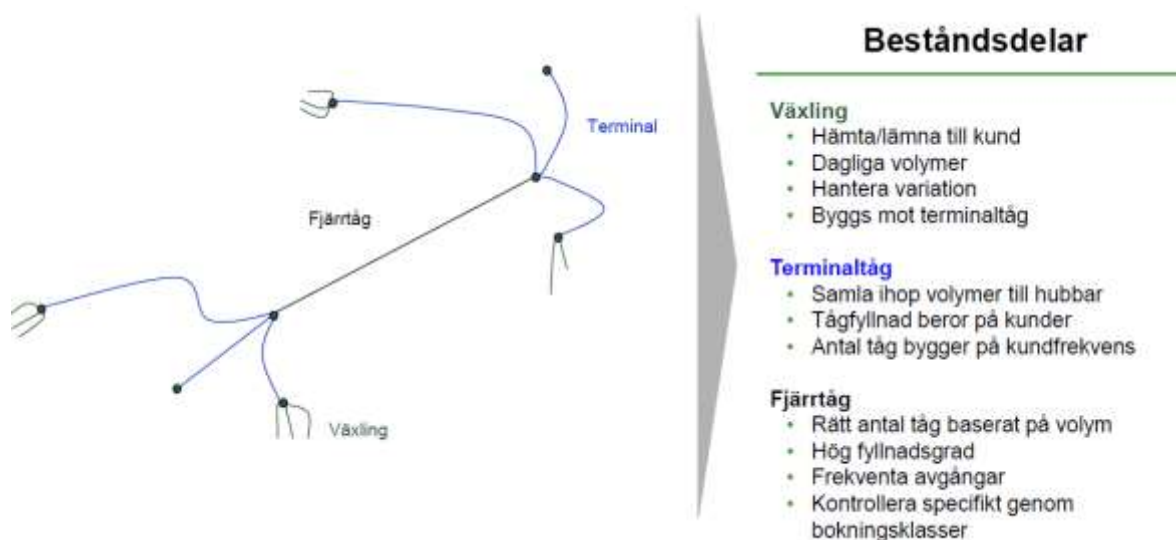 Terminal
Fjärrtåg
Växling
Beståndsdelar
Växling
• Hämta/lämna till kund
• Dagliga volymer
• Hantera variation
• Byggs mot terminaltåg
Terminaltåg
• Samla ihop volymer till hubbar
• Tågfyllnad beror på kunder
• Antal tåg bygger på kundfrekvens
Fjärrtåg
• Rätt antal tåg baserat på volym
• Hög fyllnadsgrad
• Frekventa avgångar
• Kontrollera specifikt genom
bokningsklasser